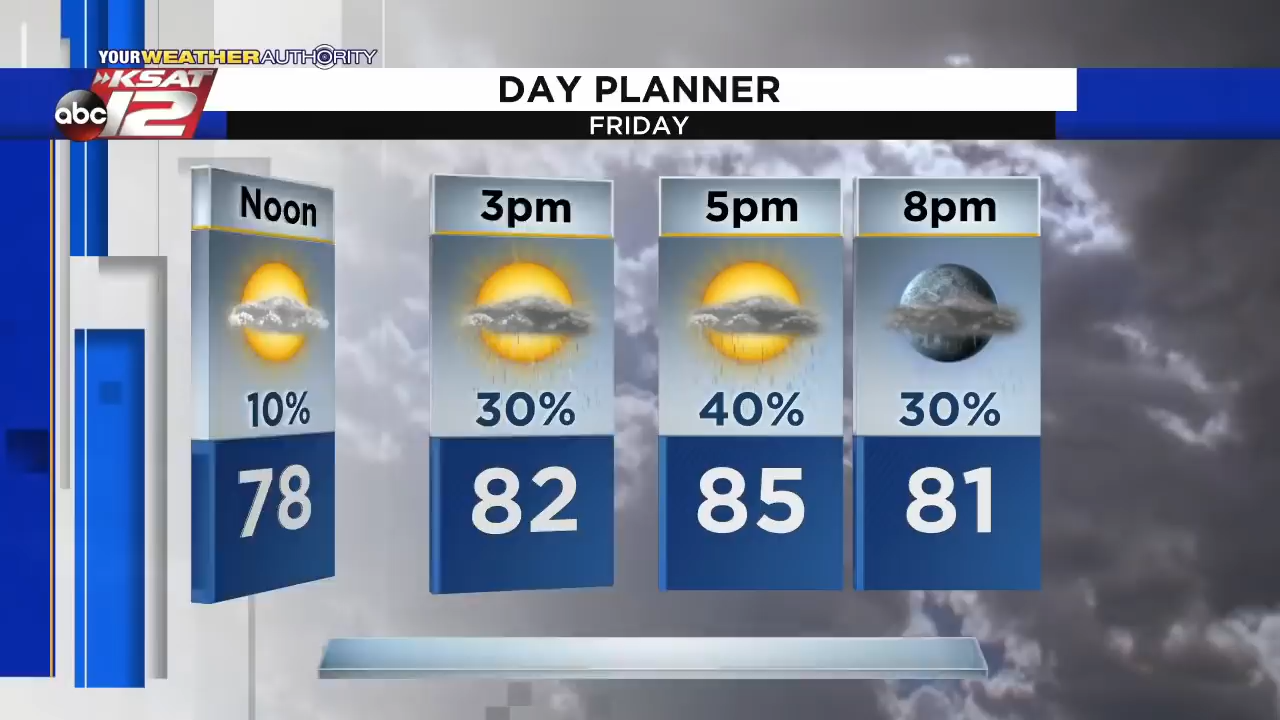 YOURWEATHERAUTHORITY
KSAT
abc 12
DAY PLANNER
FRIDAY
Noon
10%
78
3pm
30%
82
5pm
40%
85
8pm
30%
81